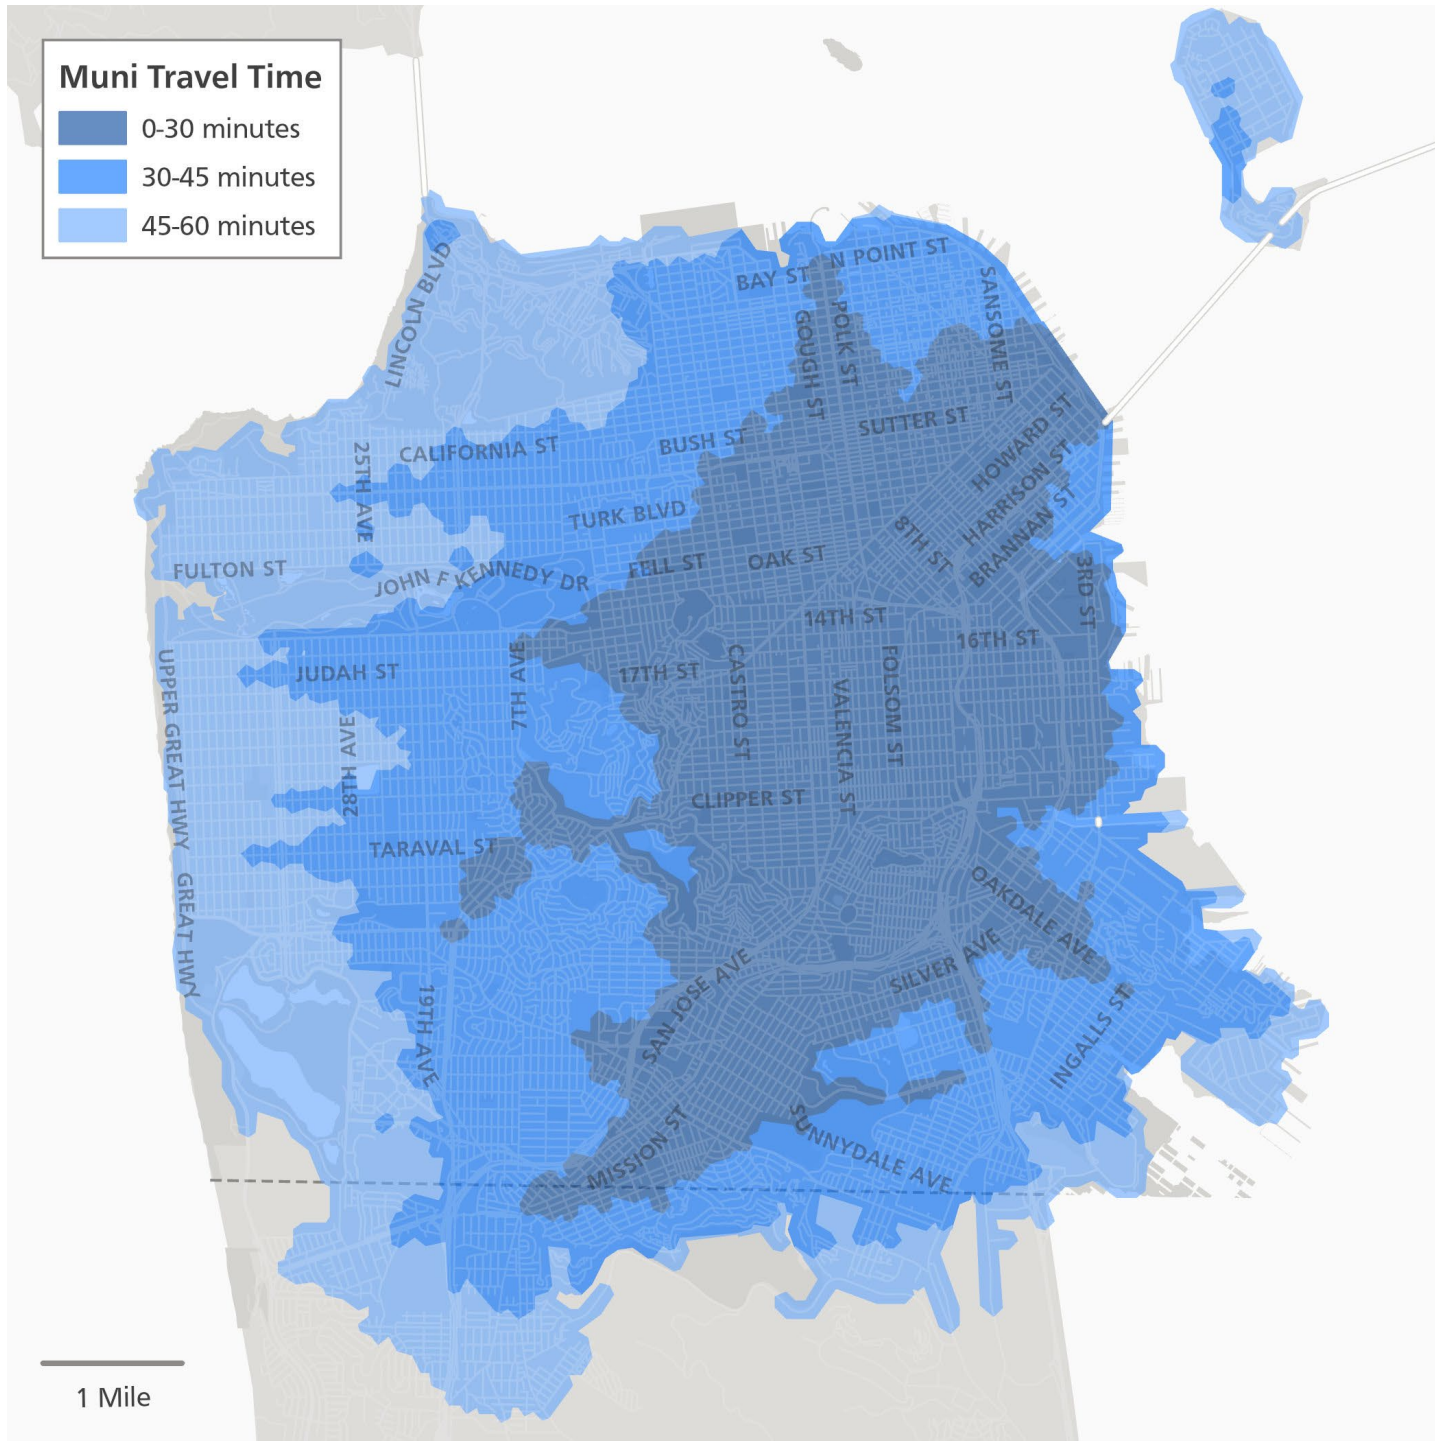 Muni Travel Time
0-30 minutes
30-45 minutes
45-60 minutes
LINCOLN BLVD
BAY ST
N POINT ST
SANSOME ST
GOUGH ST
POLK ST
CALIFORNIA ST
25TH AVE
BUSH ST
SUTTER ST
HOWARD ST
HARRISON ST
BRANNAN ST
8TH ST
TURK BLVD
FULTON ST
JOHN F KENNEDY DR
FELL ST
OAK ST
3RD ST
14TH ST
16TH ST
JUDAH ST
7TH AVE
17TH ST
CASTRO ST
VALENCIA ST
FOLSOM ST
UPPER GREAT HWY
28TH AVE
CLIPPER ST
TARAVAL ST
GREAT HWY
OAKDALE AVE
SILVER AVE
SAN JOSE AVE
19TH AVE
INGALLS ST
MISSION ST
SUNNYDALE AVE
1 Mile